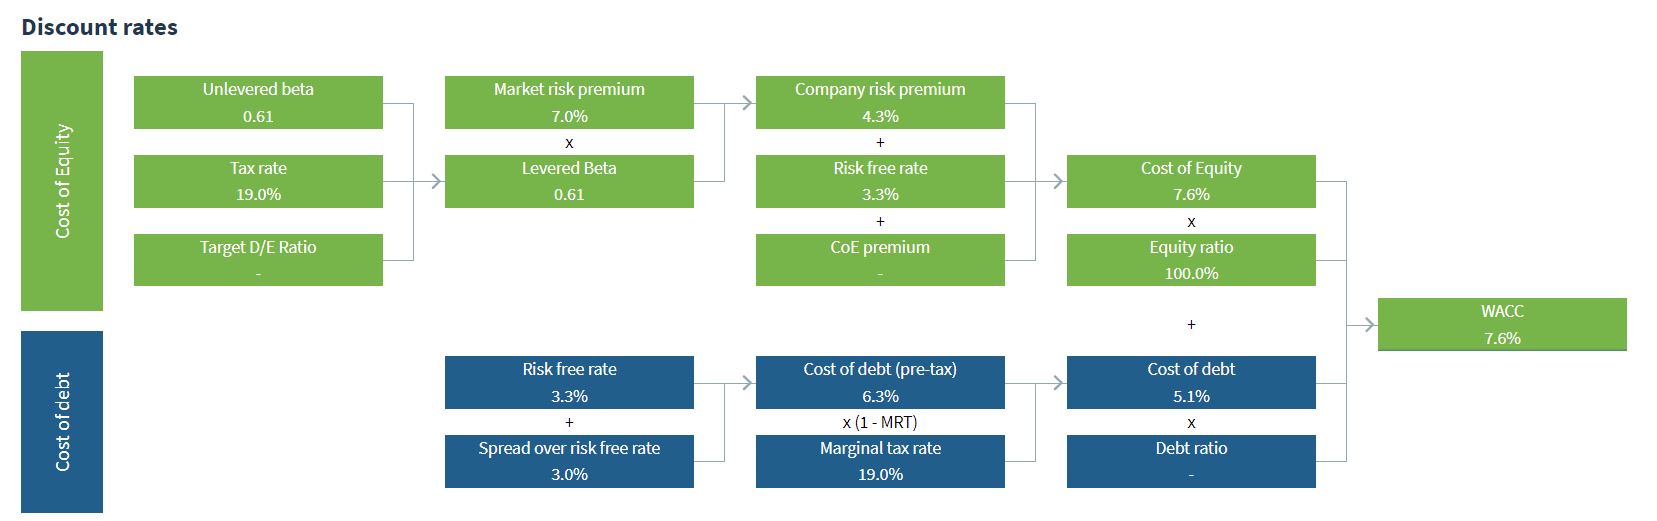 Discount rates
Cost of Equity
Unlevered beta
0.61
Tax rate
19.0%
Target D/E Ratio
-
Market risk premium
7.0%
x
Levered Beta
0.61
Company risk premium
4.3%
+
Risk free rate
3.3%
+
CoE premium
-
Cost of Equity
7.6%
x
Equity ratio
100.0%
+
WACC
7.6%
Cost of debt
Risk free rate
3.3%
+
Spread over risk free rate
3.0%
Cost of debt (pre-tax)
6.3%
x (1 - MRT)
Marginal tax rate
19.0%
Cost of debt
5.1%
x
Debt ratio
-